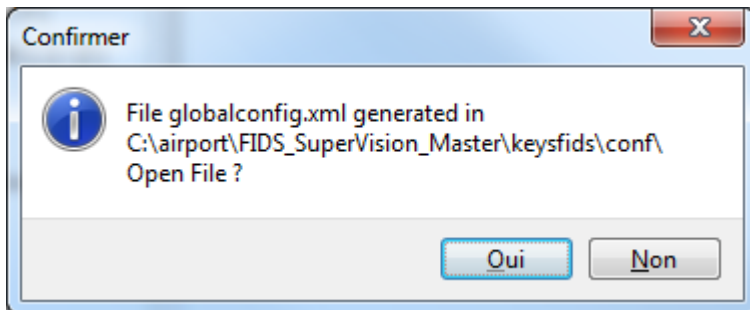 Confirmer
File globalconfig.xml generated in
C:\airport\FIDS_SuperVision_Master\keysfids\conf\
Open File ?
Oui
Non